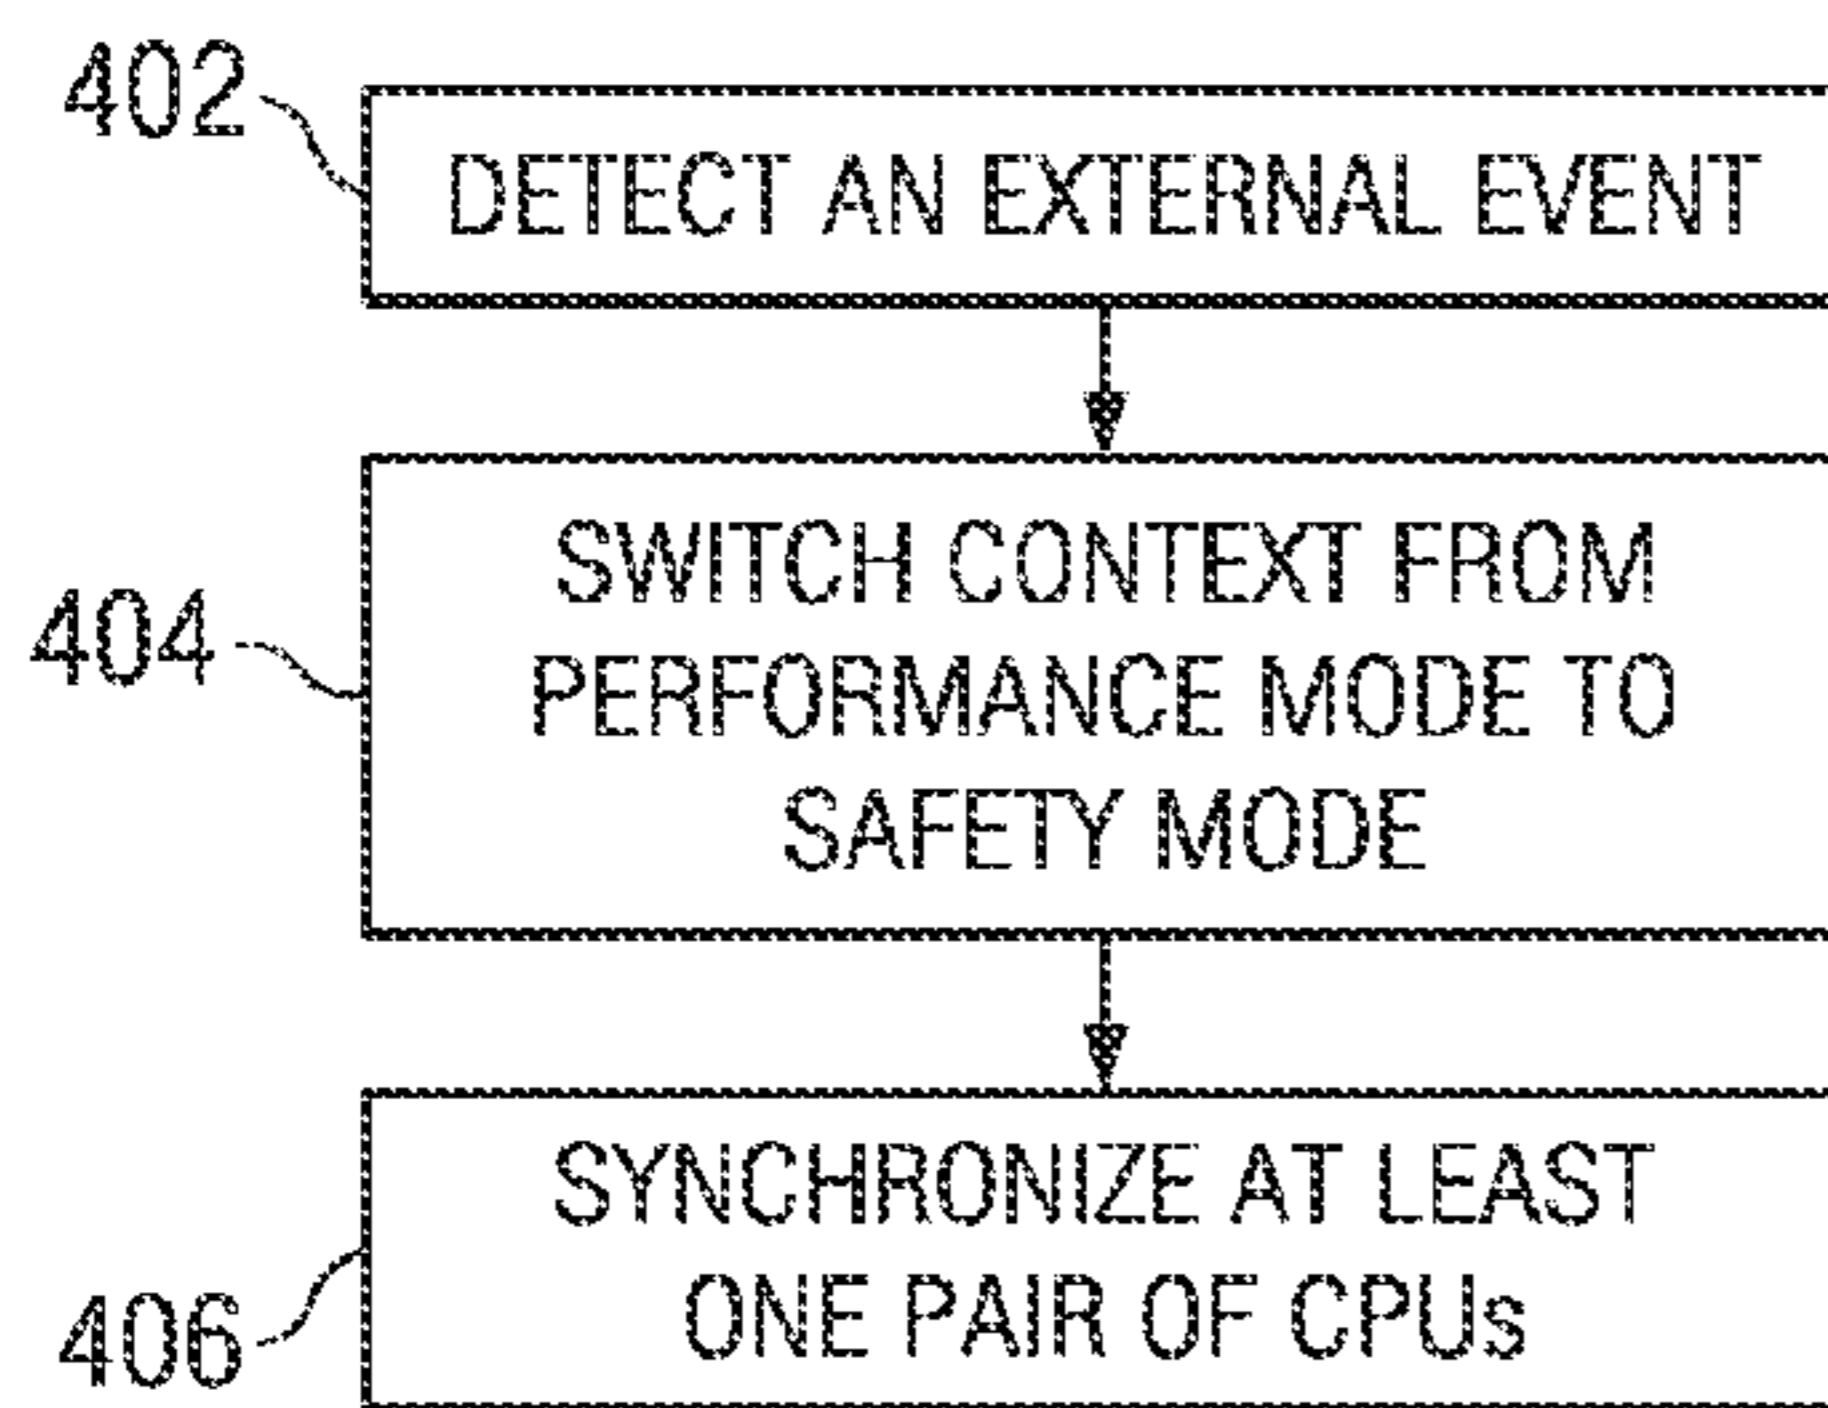 402
DETECT AN EXTERNAL EVENT
SWITCH CONTEXT FROM
404
PERFORMANCE MODE TO
SAFETY MODE
SYNCHRONIZE AT LEAST
406
ONE PAIR OF CPUs